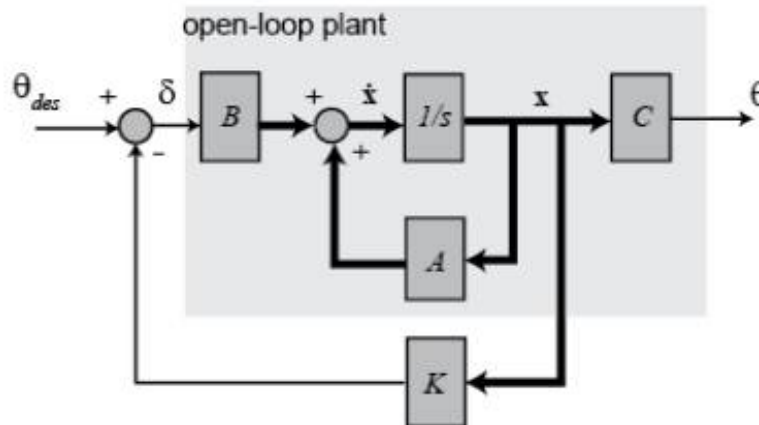 open-loop plant
θdes + δ B + ẋ 1/s x C θ
- +
A
K